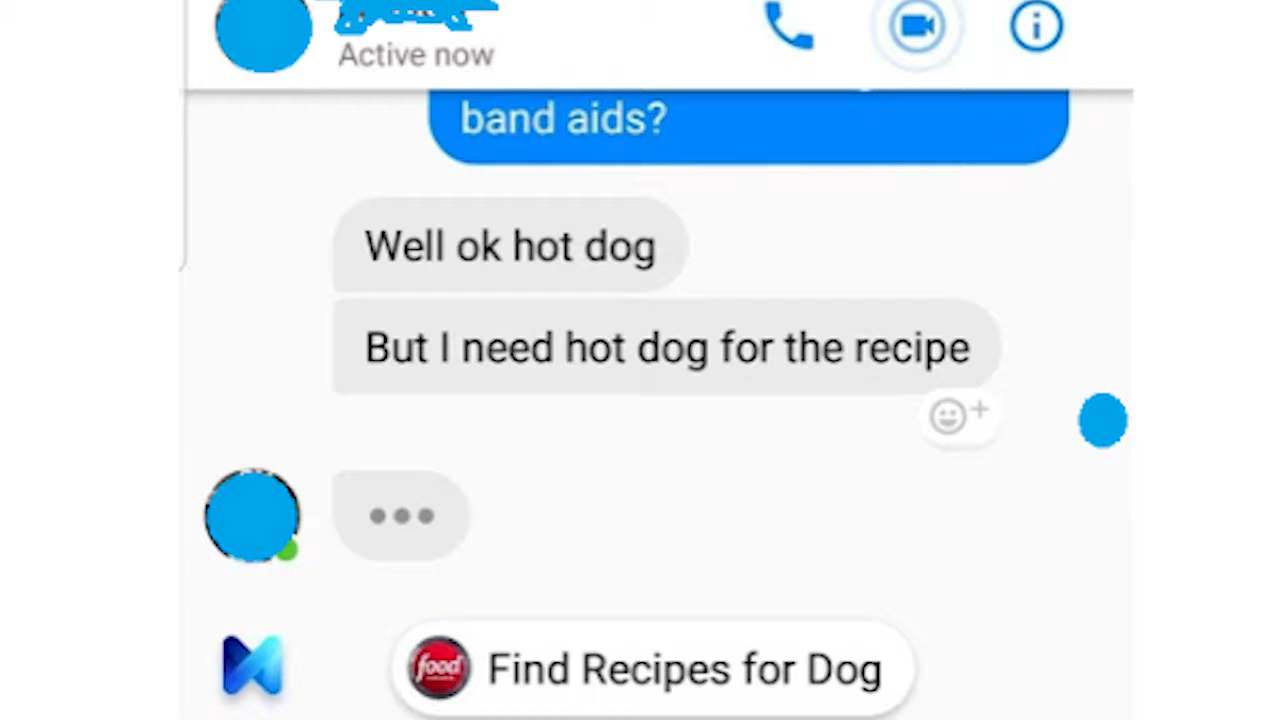 Active now
band aids?
Well ok hot dog
But I need hot dog for the recipe
food
Find Recipes for Dog